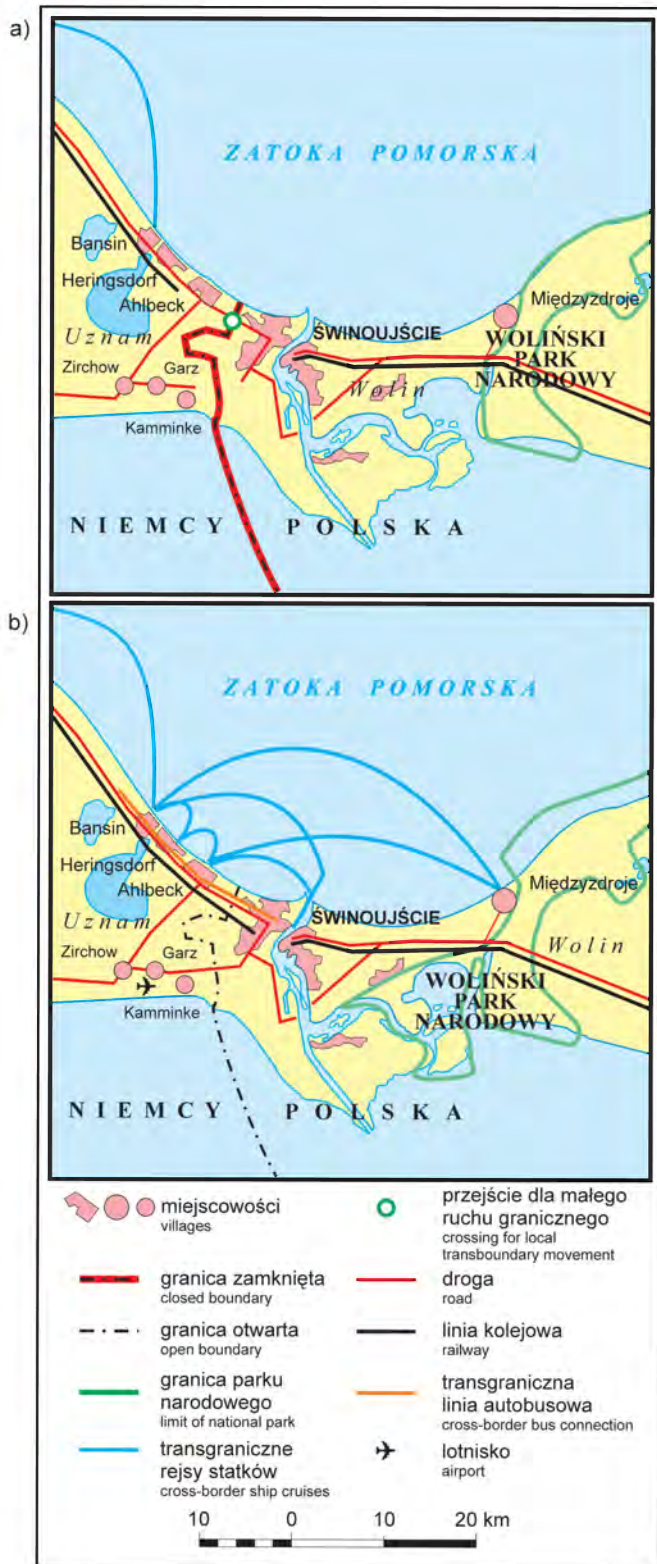 a)
ZATOKA POMORSKA
Bansin
Heringsdorf
Ahlbeck
Międzyzdroje
ŚWINOUJŚCIE
WOLIŃSKI
PARK
NARODOWY
Uznam
Zirchow
Garz
Wolin
Kamminke
NIEMCY
POLSKA
b)
ZATOKA POMORSKA
Bansin
Heringsdorf
Ahlbeck
Międzyzdroje
ŚWINOUJŚCIE
Uznam
Wolin
Zirchow
Garz
WOLIŃSKI
PARK
NARODOWY
Kamminke
NIEMCY
POLSKA
miejscowości
villages
przejście dla małego
ruchu granicznego
crossing for local
transboundary movement
granica zamknięta
closed boundary
droga
road
granica otwarta
open boundary
linia kolejowa
railway
granica parku
narodowego
limit of national park
transgraniczna
linia autobusowa
cross-border bus connection
transgraniczne
rejsy statków
cross-border ship cruises
lotnisko
airport
10 0 10 20 km